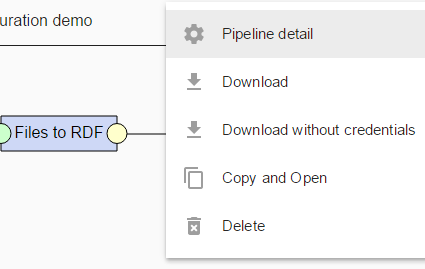 uration demo
Pipeline detail
Download
Files to RDF
Download without credentials
Copy and Open
Delete